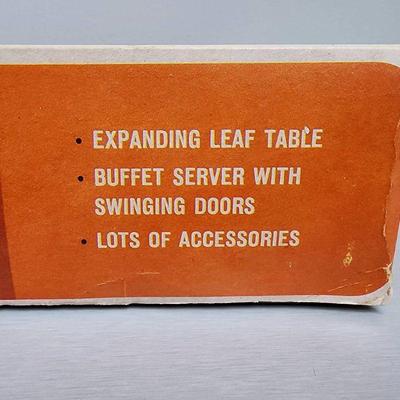 • EXPANDING LEAF TABLE
• BUFFET SERVER WITH
SWINGING DOORS
• LOTS OF ACCESSORIES